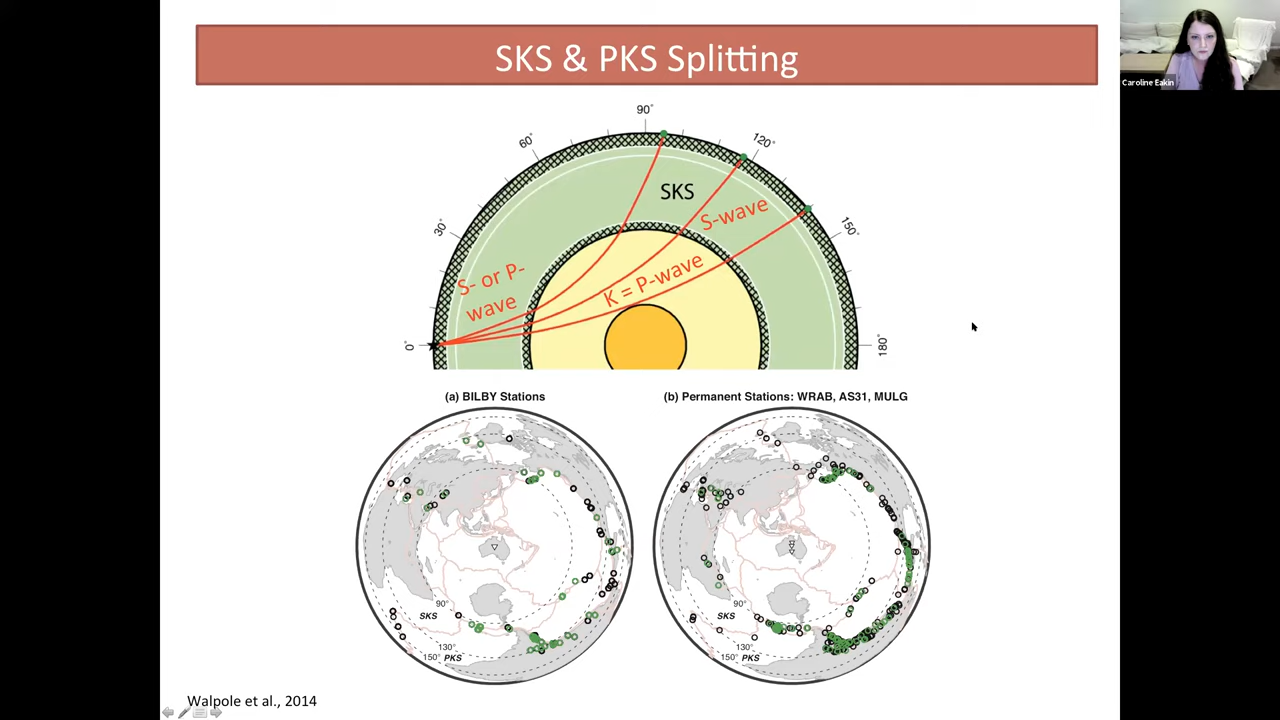 SKS & PKS Splitting
Caroline Eakin
90°
60°
120°
30°
150°
0°
180°
SKS
S-wave
S- or P-
wave
K = P-wave
(a) BILBY Stations
(b) Permanent Stations: WRAB, AS31, MULG
90°
SKS
130°
150° PKS
90°
SKS
130°
150° PKS
Walpole et al., 2014